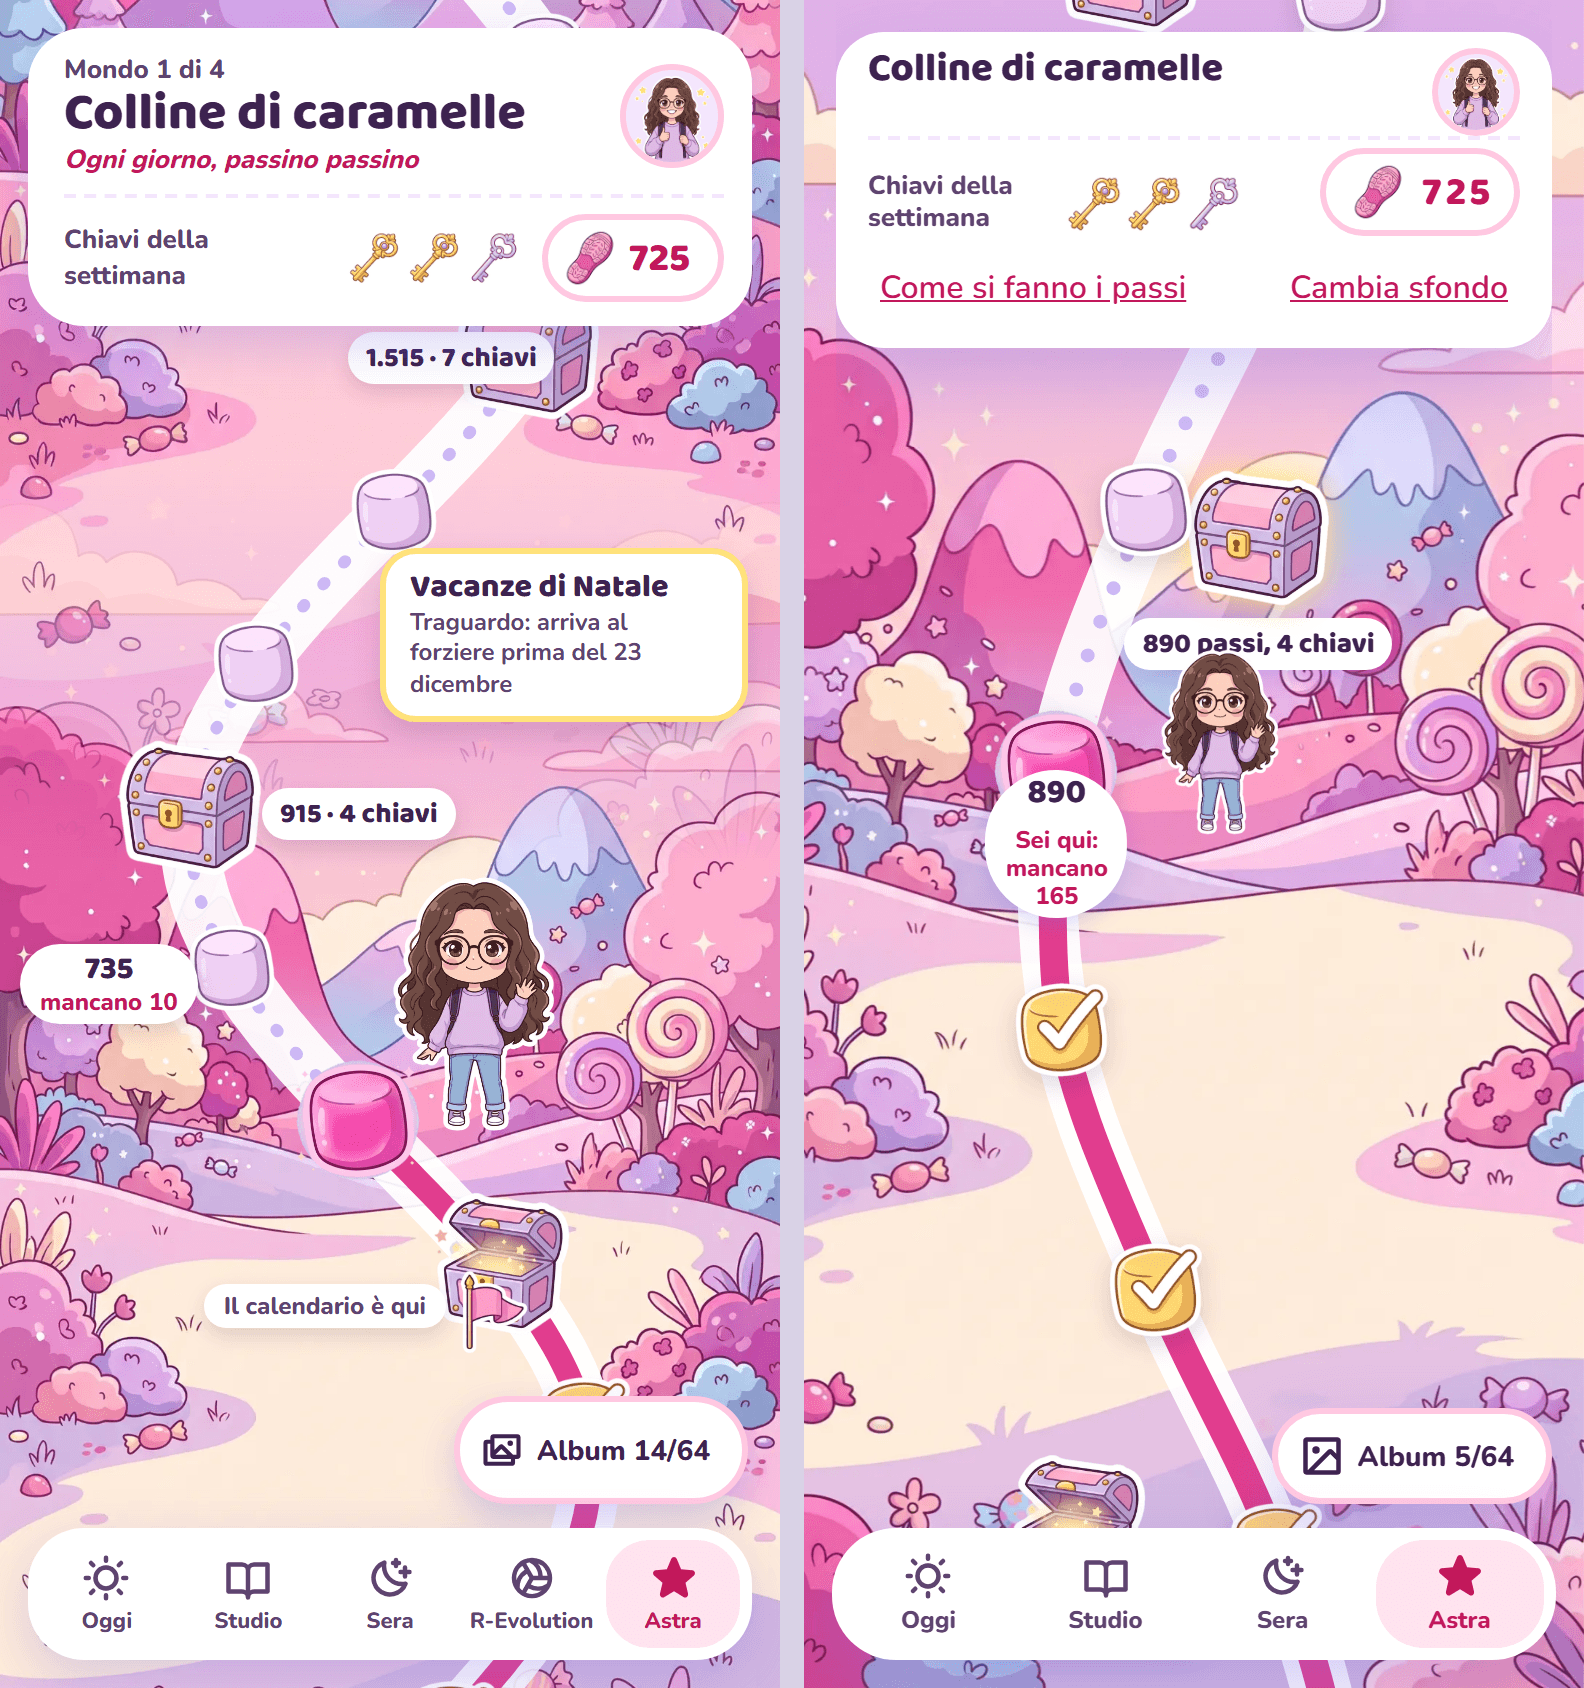 Mondo 1 di 4
Colline di caramelle
Ogni giorno, passino passino
Chiavi della
settimana
725
1.515 · 7 chiavi
Vacanze di Natale
Traguardo: arriva al
forziere prima del 23
dicembre
915 · 4 chiavi
735
mancano 10
Il calendario è qui
Album 14/64
Oggi
Studio
Sera
R-Evolution
Astra
Colline di caramelle
Chiavi della
settimana
725
Come si fanno i passi
Cambia sfondo
890 passi, 4 chiavi
890
Sei qui:
mancano
165
Album 5/64
Oggi
Studio
Sera
Astra